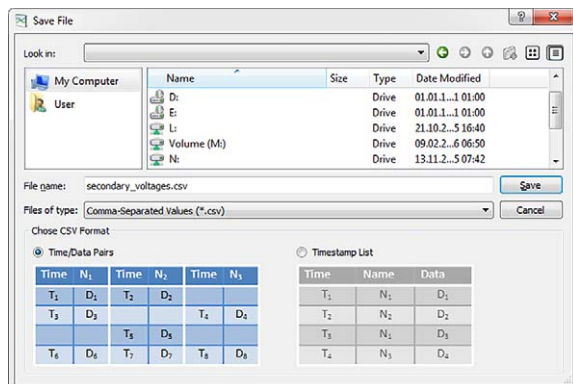 Save File
Look in:
My Computer
User
Name Size Type Date Modified
D: Drive 01.01.1...1 01:00
E: Drive 01.01.1...1 01:00
L: Drive 21.10.2...5 16:40
Volume (M:) Drive 09.02.2...6 06:50
N: Drive 13.11.2...5 07:42
File name: secondary_voltages.csv Save
Files of type: Comma-Separated Values (*.csv) Cancel
Chose CSV Format
Time/Data Pairs Timestamp List
Time N₁ Time N₂ Time N₃ Time Name Data
T₁ D₁ T₂ D₂ T₁ N₁ D₁
T₃ D₃ T₄ D₄ T₂ N₂ D₂
T₅ D₅ T₃ N₁ D₃
T₆ D₆ T₇ D₇ T₈ D₈ T₄ N₃ D₄